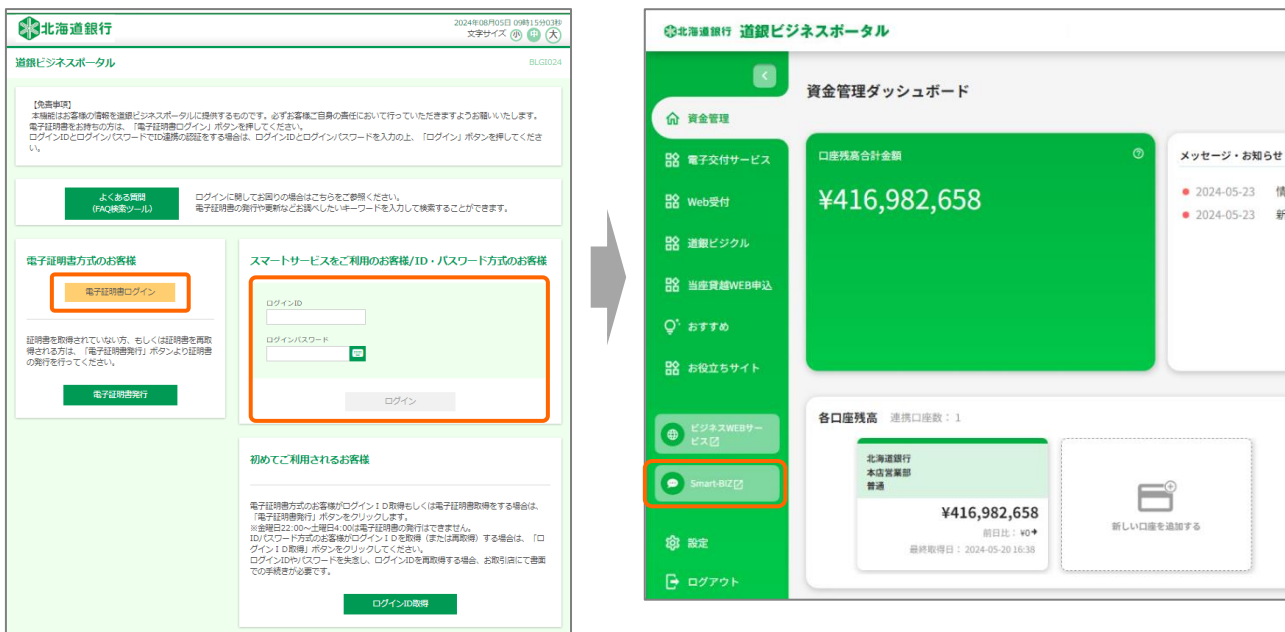 北海道銀行
2024年08月05日 09時15分03秒
文字サイズ 小 中 大
道銀ビジネスポータル
BLGI024
【免責事項】
本機能はお客様の情報を道銀ビジネスポータルに提供するものです。必ずお客様ご自身の責任において行っていただきますようお願いいたします。
電子証明書をお持ちの方は、「電子証明書ログイン」ボタンを押してください。
ログインIDとログインパスワードでID連携の認証をする場合は、ログインIDとログインパスワードを入力の上、「ログイン」ボタンを押してくださ
い。
よくある質問
(FAQ検索ツール)
ログインに関してお困りの場合はこちらをご参照ください。
電子証明書の発行や更新などお調べしたいキーワードを入力して検索することができます。
電子証明書方式のお客様
電子証明書ログイン
証明書を取得されていない方、もしくは証明書を再取
得される方は、「電子証明書発行」ボタンより証明書
の発行を行ってください。
電子証明書発行
スマートサービスをご利用のお客様/ID・パスワード方式のお客様
ログインID
ログインパスワード
ログイン
初めてご利用されるお客様
電子証明書方式のお客様がログインID取得もしくは電子証明書取得をする場合は、
「電子証明書発行」ボタンをクリックします。
※金曜日22:00~土曜日4:00は電子証明書の発行はできません。
IDパスワード方式のお客様がログインIDを取得(または再取得)する場合は、「ロ
グインID取得」ボタンをクリックしてください。
ログインIDやパスワードを失念し、ログインIDを再取得する場合、お取引店にて書面
での手続きが必要です。
ログインID取得
北海道銀行 道銀ビジネスポータル
資金管理ダッシュボード
資金管理
電子交付サービス
Web受付
道銀ビジクル
当座貸越WEB申込
おすすめ
お役立ちサイト
ビジネスWEBサー
ビス
Smart-BIZ
設定
ログアウト
口座残高合計金額
¥416,982,658
メッセージ・お知らせ
2024-05-23 情
2024-05-23 新
各口座残高 連携口座数：1
北海道銀行
本店営業部
普通
¥416,982,658
前日比：¥0
最終取得日：2024-05-20 16:38
新しい口座を追加する